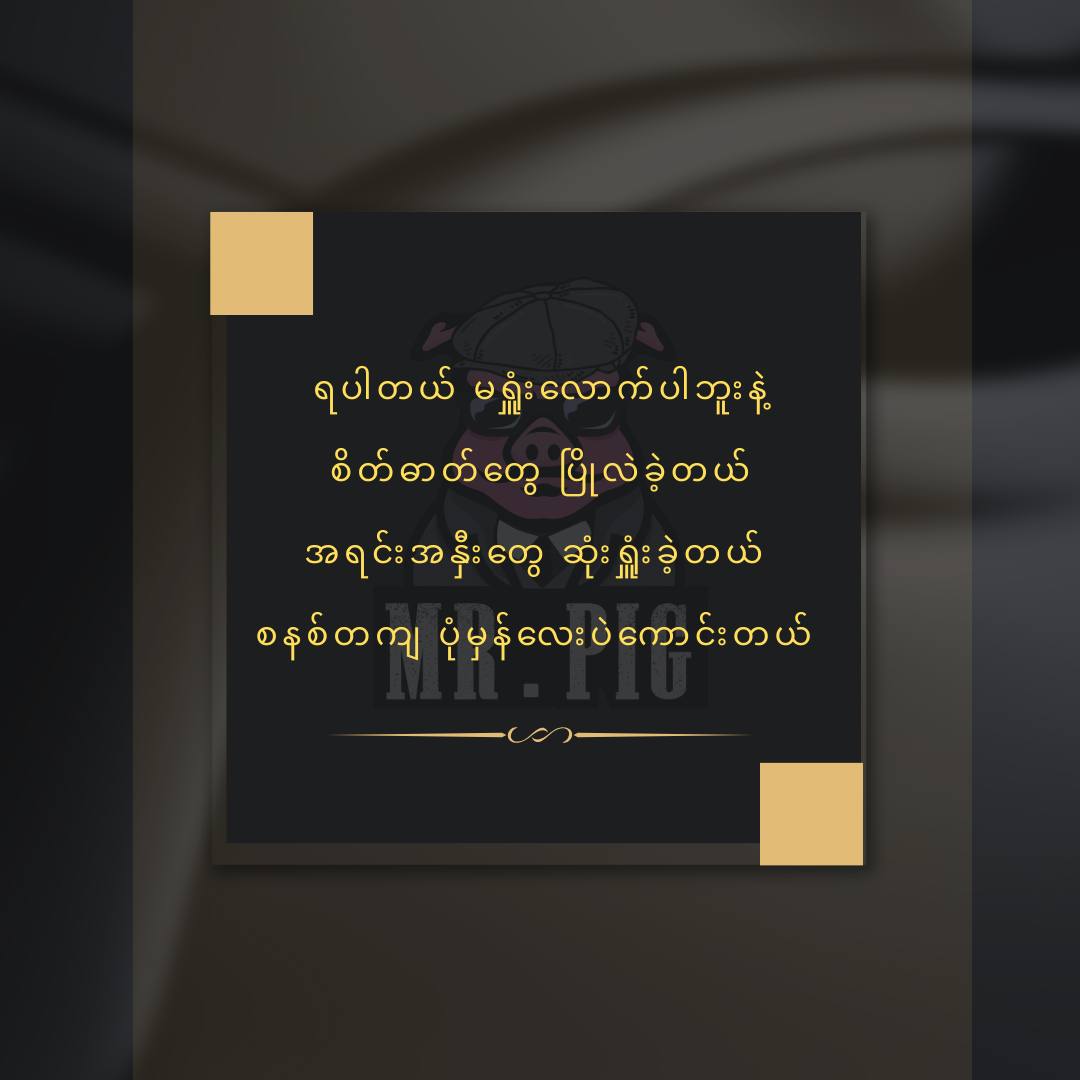 ရပါတယ် မရှူံးလောက်ပါဘူးနဲ့
စိတ်ဓာတ်တွေ ပြိုလဲခဲ့တယ်
အရင်းအနှီးတွေ ဆုံးရှူံးခဲ့တယ်
စနစ်တကျ ပုံမှန်လေးပဲကောင်းတယ်
MR. PIG